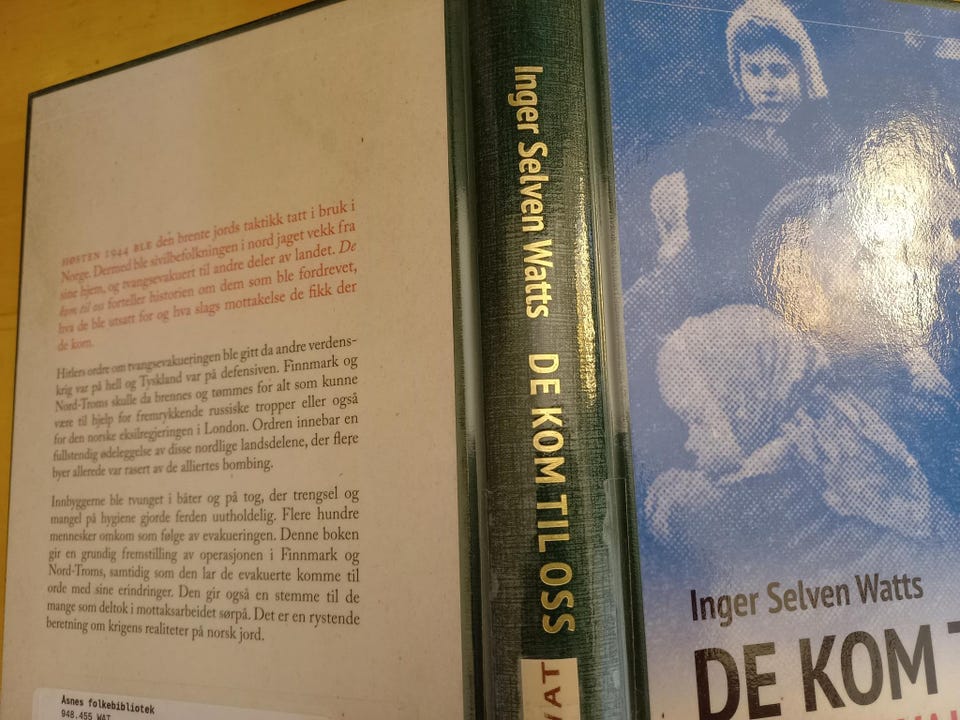 HØSTEN 1944 BLE den brente jords taktikk tatt i bruk i
Norge. Dermed ble sivilbefolkningen i nord jaget vekk fra
sine hjem, og tvangsevakuert til andre deler av landet. De
kom til oss forteller historien om dem som ble fordrevet,
hva de ble utsatt for og hva slags mottakelse de fikk der
de kom.
Hitlers ordre om tvangsevakueringen ble gitt da andre verdens-
krig var på hell og Tyskland var på defensiven. Finnmark og
Nord-Troms skulle da brennes og tømmes for alt som kunne
være til hjelp for fremrykkende russiske tropper eller også
for den norske eksilregjeringen i London. Ordren innebar en
fullstendig ødeleggelse av disse nordlige landsdelene, der flere
byer allerede var rasert av de alliertes bombing.
Innbyggerne ble tvunget i båter og på tog, der trengsel og
mangel på hygiene gjorde ferden uutholdelig. Flere hundre
mennesker omkom som følge av evakueringen. Denne boken
gir en grundig fremstilling av operasjonen i Finnmark og
Nord-Troms, samtidig som den lar de evakuerte komme til
orde med sine erindringer. Den gir også en stemme til de
mange som deltok i mottaksarbeidet sørpå. Det er en rystende
beretning om krigens realiteter på norsk jord.
Åsnes folkebibliotek
948.455 WAT
Inger Selven Watts DE KOM TIL OSS
WAT
Inger Selven Watts
DE KOM